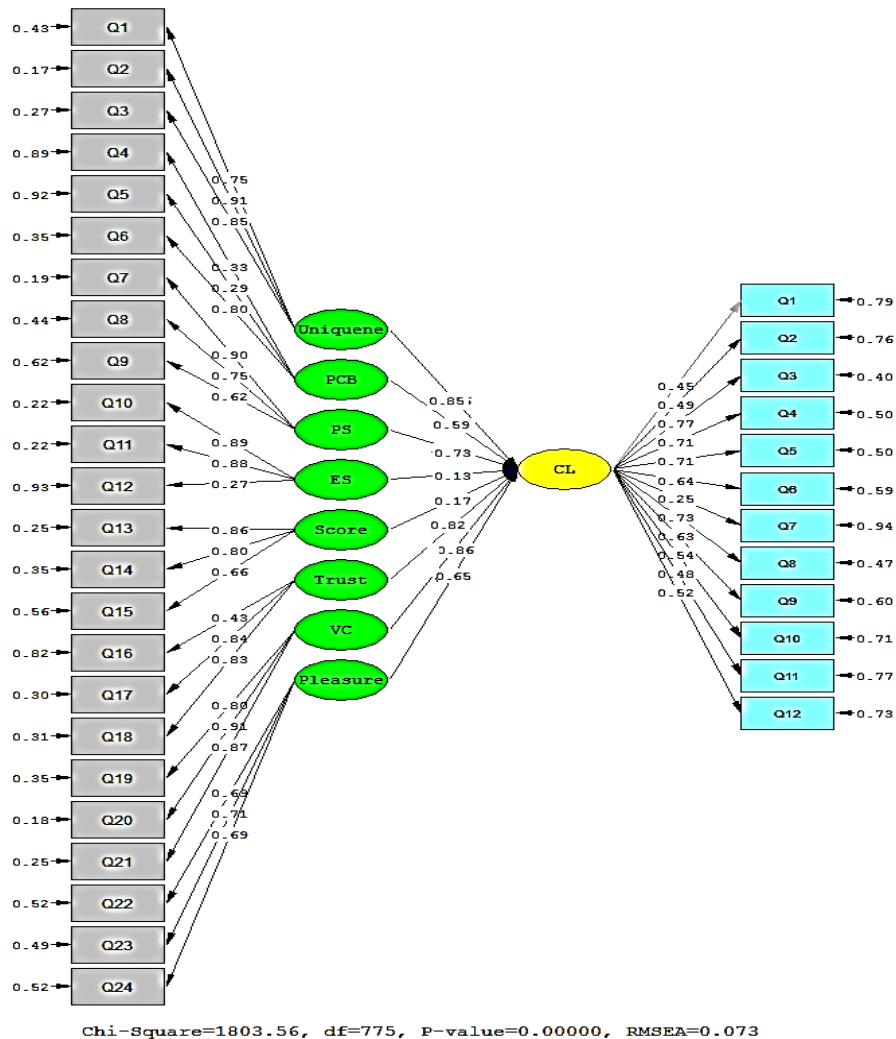 0.43 Q1
0.17 Q2
0.27 Q3
0.89 Q4
0.92 Q5
0.35 Q6
0.19 Q7
0.44 Q8
0.62 Q9
0.22 Q10
0.22 Q11
0.93 Q12
0.25 Q13
0.35 Q14
0.56 Q15
0.82 Q16
0.30 Q17
0.31 Q18
0.35 Q19
0.18 Q20
0.25 Q21
0.52 Q22
0.49 Q23
0.52 Q24
0.75
0.91
0.85
0.33
0.29
0.80
0.90
0.75
0.62
0.89
0.88
0.27
0.86
0.80
0.66
0.43
0.84
0.83
0.80
0.91
0.87
0.69
0.71
0.69
Uniquene
PCB
PS
ES
Score
Trust
VC
Pleasure
0.85
0.59
0.73
0.13
0.17
0.82
0.86
0.65
CL
0.45
0.49
0.77
0.71
0.71
0.64
0.25
0.73
0.63
0.54
0.48
0.52
Q1 0.79
Q2 0.76
Q3 0.40
Q4 0.50
Q5 0.50
Q6 0.59
Q7 0.94
Q8 0.47
Q9 0.60
Q10 0.71
Q11 0.77
Q12 0.73
Chi-Square=1803.56, df=775, P-value=0.00000, RMSEA=0.073